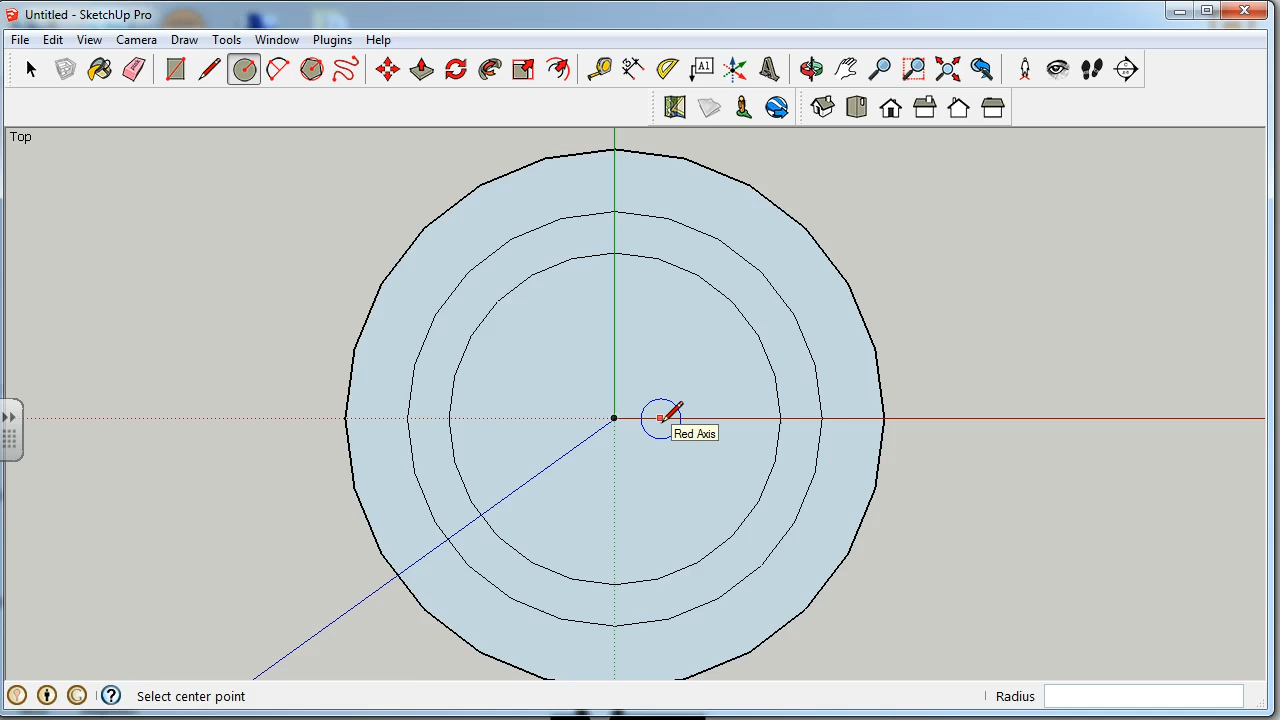 Untitled - SketchUp Pro
File Edit View Camera Draw Tools Window Plugins Help
A1
Top
Red Axis
Select center point
Radius